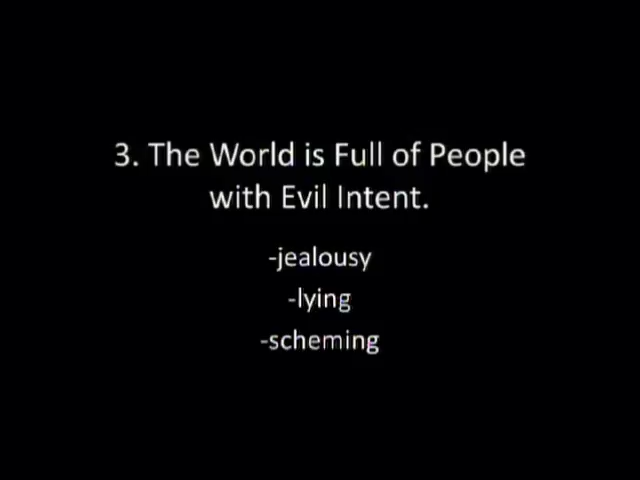 3. The World is Full of People
with Evil Intent.
-jealousy
-lying
-scheming